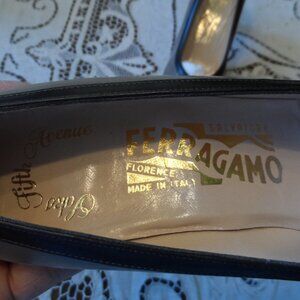 Saks
Fifth Avenue
SALVATORE
FERRAGAMO
FLORENCE
MADE IN ITALY